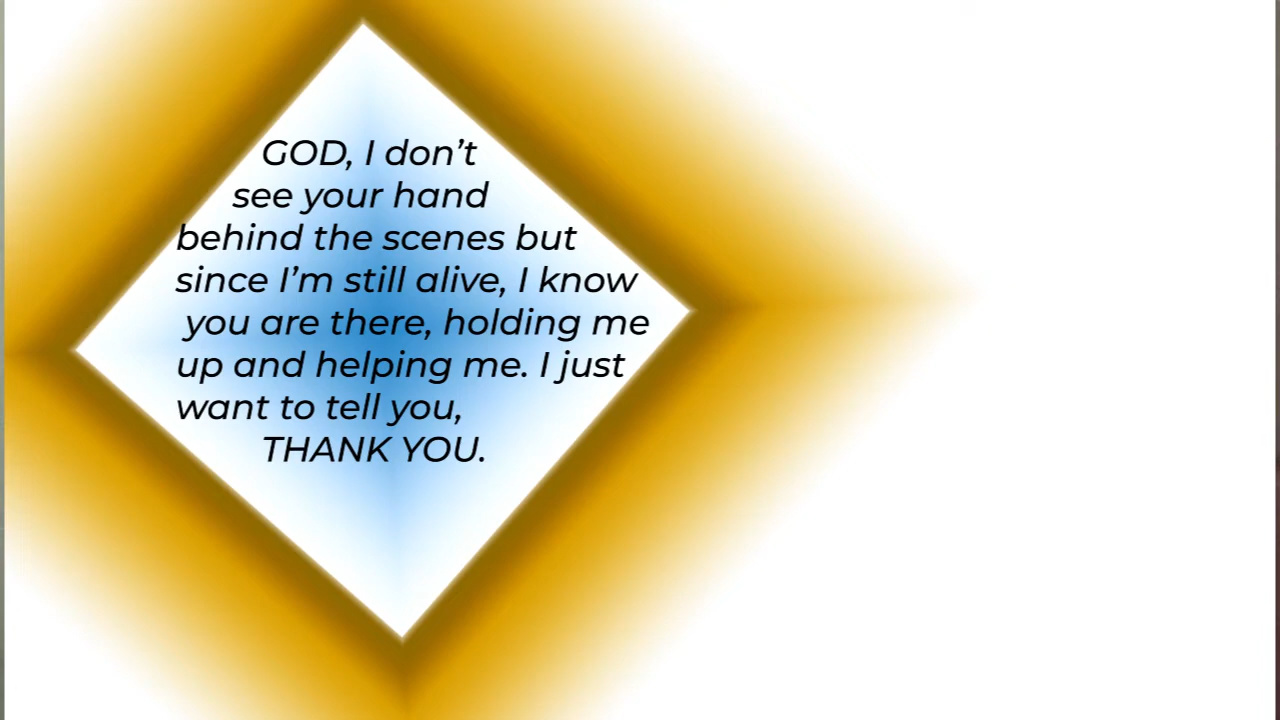 GOD, I don’t
see your hand
behind the scenes but
since I’m still alive, I know
you are there, holding me
up and helping me. I just
want to tell you,
THANK YOU.